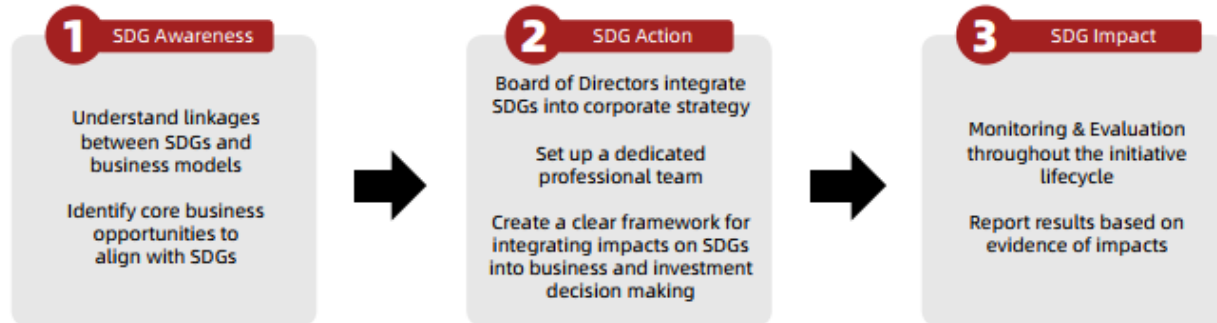 1 SDG Awareness
Understand linkages
between SDGs and
business models
Identify core business
opportunities to
align with SDGs
2 SDG Action
Board of Directors integrate
SDGs into corporate strategy
Set up a dedicated
professional team
Create a clear framework for
integrating impacts on SDGs
into business and investment
decision making
3 SDG Impact
Monitoring & Evaluation
throughout the initiative
lifecycle
Report results based on
evidence of impacts